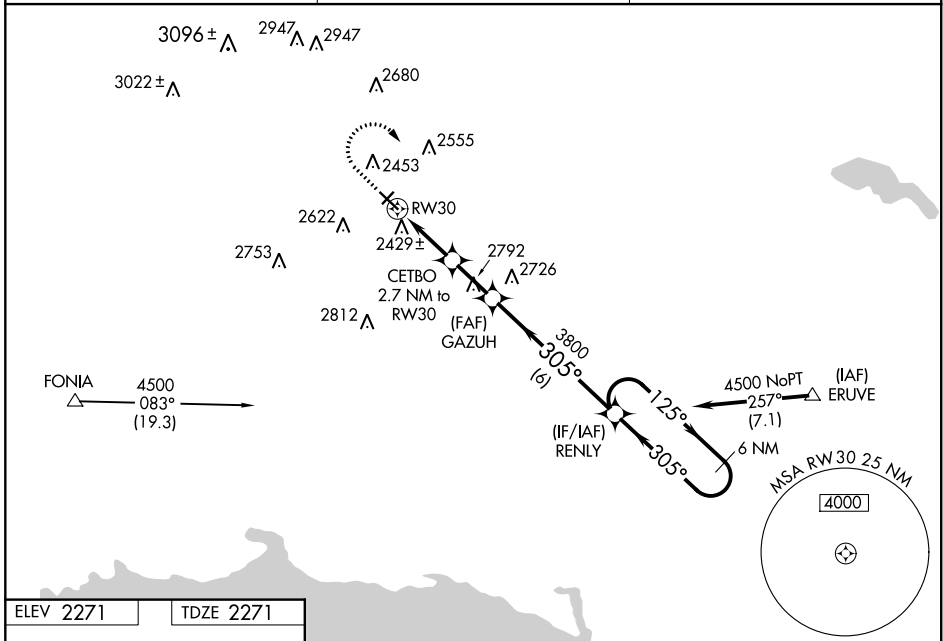 3096 ±
2947
2947
3022 ±
2680
2555
2453
RW30
2622
2429 ±
2753
2792
2726
CETBO
2.7 NM to
RW30
2812
(FAF)
GAZUH
3800
305°
(6)
FONIA
4500
083°
(19.3)
4500 NoPT
257°
(7.1)
(IAF)
ERUVE
125°
(IF/IAF)
RENLY
305°
6 NM
MSA RW30 25 NM
4000
ELEV 2271
TDZE 2271